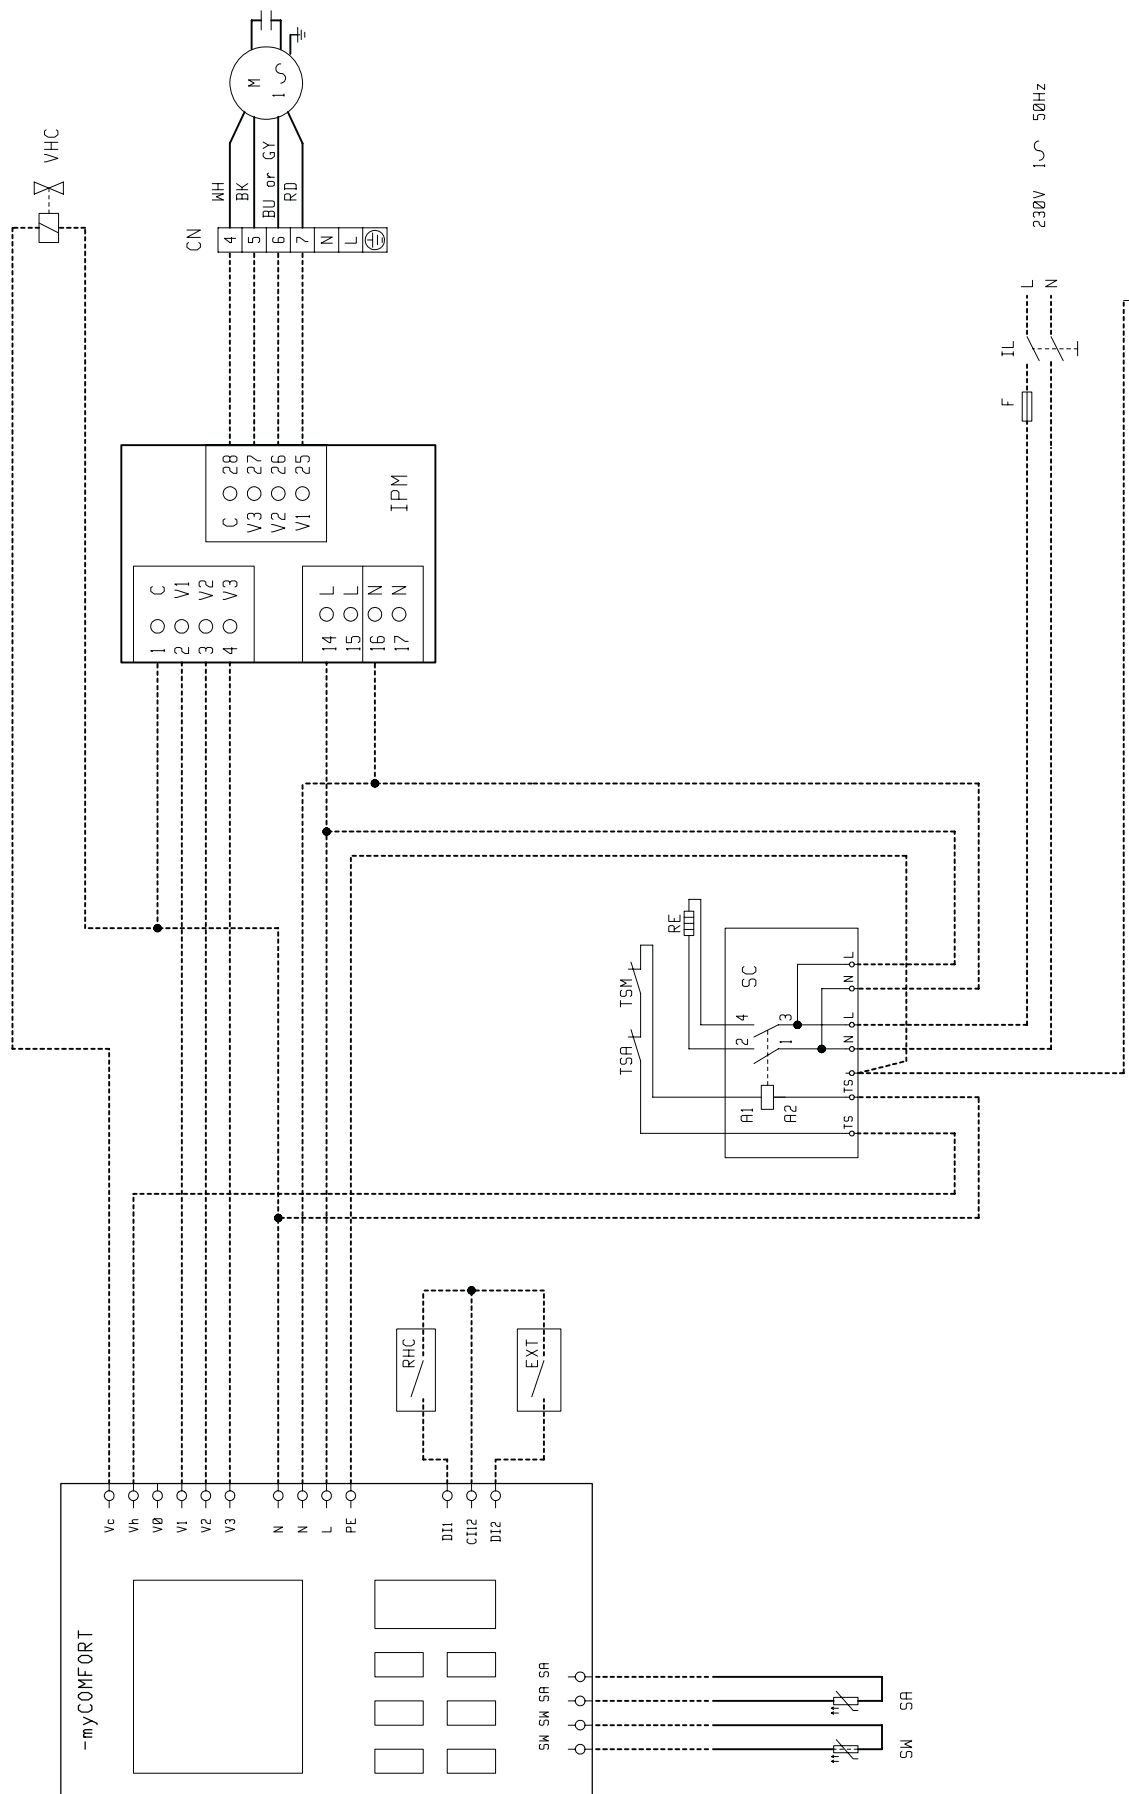 VHC
M
1
WH
BK
BU or GY
RD
CN
4
5
6
7
N
L
230V 1 50Hz
L
N
IL
F
C 28
V3 27
V2 26
V1 25
IPM
1 C
2 V1
3 V2
4 V3
14 L
15 L
16 N
17 N
RE
TSM
TSA
SC
4
3
2
1
A1
A2
L
N
L
N
TS
TS
RHC
EXT
Vc
Vh
VØ
V1
V2
V3
N
N
L
PE
DI1
CI12
DI2
-myCOMFORT
SW SW SA SA
SA
SW